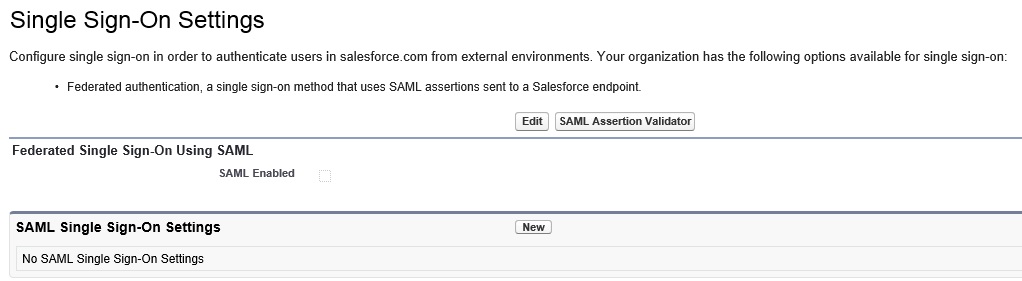 Single Sign-On Settings
Configure single sign-on in order to authenticate users in salesforce.com from external environments. Your organization has the following options available for single sign-on:
• Federated authentication, a single sign-on method that uses SAML assertions sent to a Salesforce endpoint.
Edit SAML Assertion Validator
Federated Single Sign-On Using SAML
SAML Enabled
SAML Single Sign-On Settings New
No SAML Single Sign-On Settings